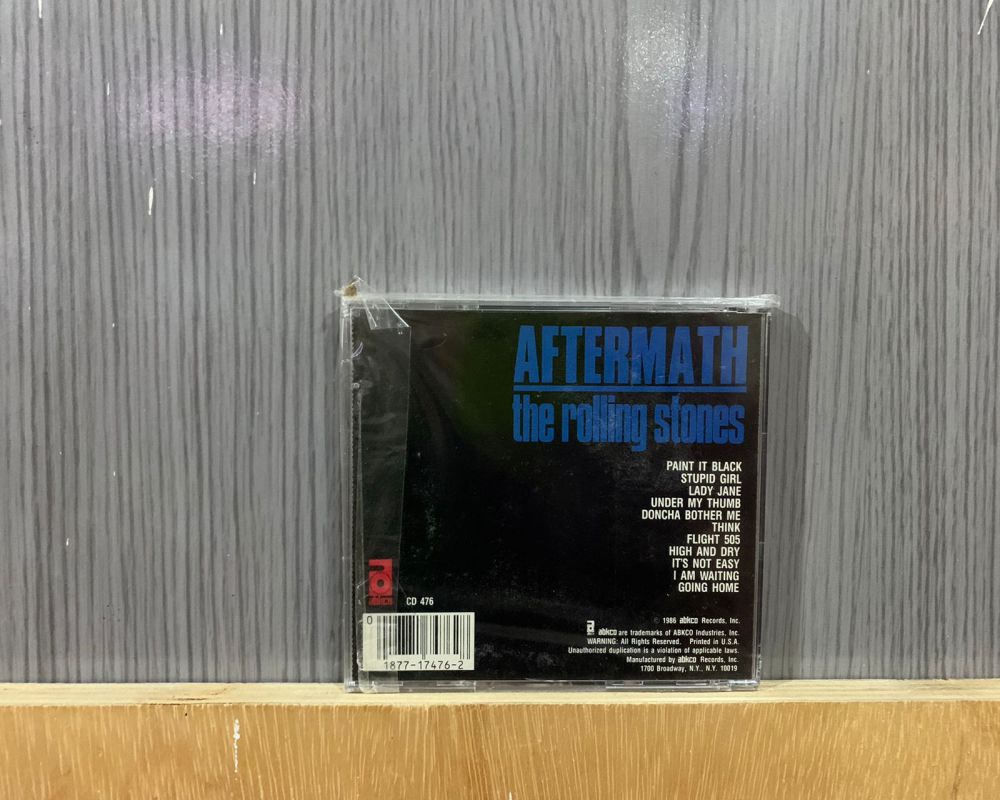 AFTERMATH
the rolling stones
PAINT IT BLACK
STUPID GIRL
LADY JANE
UNDER MY THUMB
DONCHA BOTHER ME
THINK
FLIGHT 505
HIGH AND DRY
IT'S NOT EASY
I AM WAITING
GOING HOME
CD 476
0
1877-17476-2
© 1986 abkco Records, Inc.
abkco are trademarks of ABKCO Industries, Inc.
WARNING: All Rights Reserved. Printed in U.S.A.
Unauthorized duplication is a violation of applicable laws.
Manufactured by abkco Records, Inc.
1700 Broadway, N.Y., N.Y. 10019